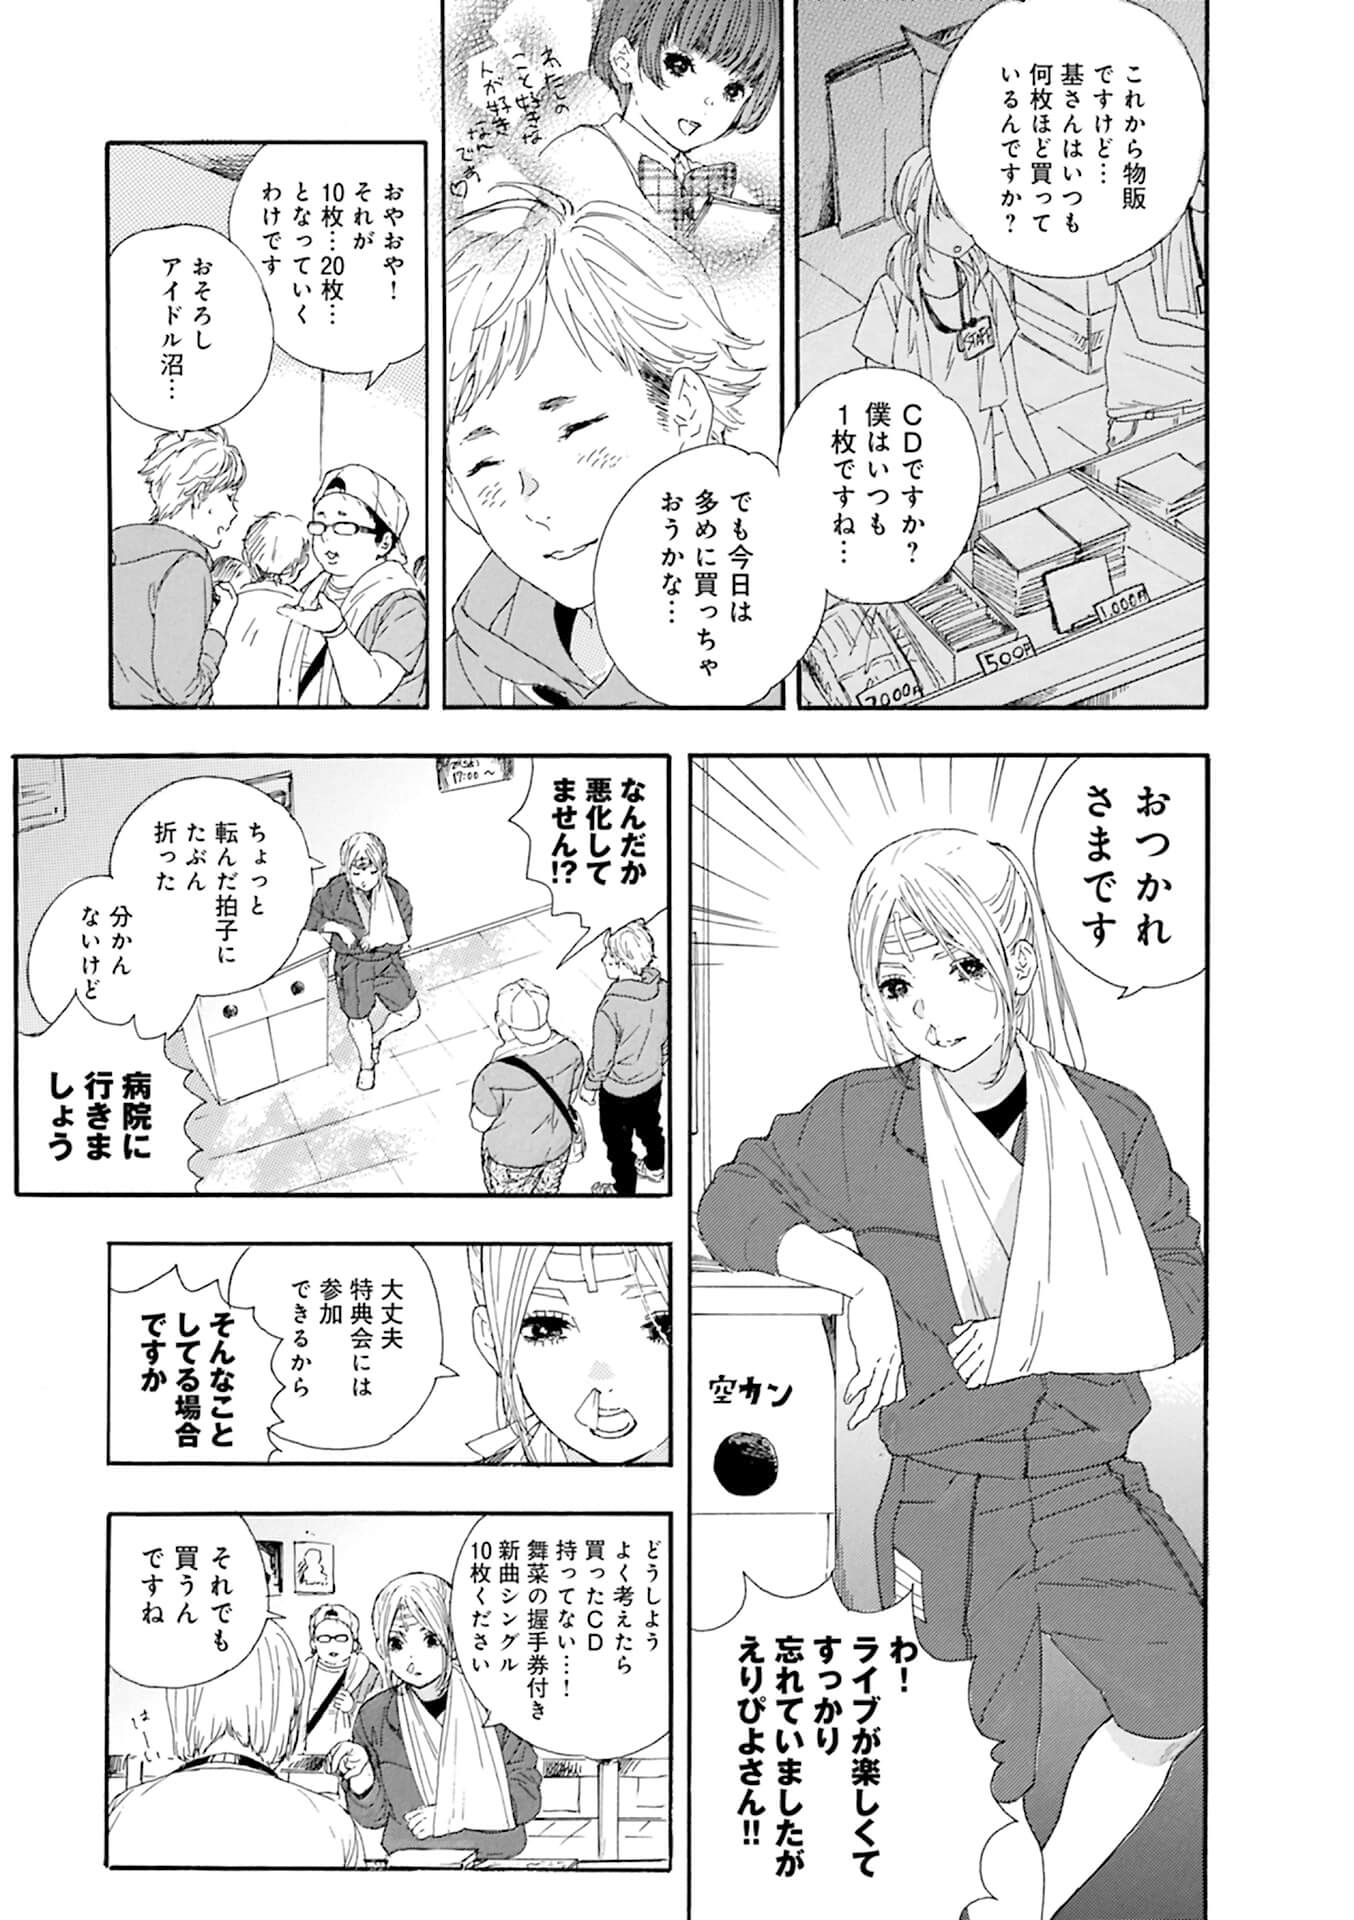 これから物販
ですけど…
基さんはいつも
何枚ほど買って
いるんですか?
STAFF
CDですか?
僕はいつも
1枚ですね…
1,000円
500円
2000円
わたしの
こと好きな
人が好き
なんです♡
でも今日は
多めに買っちゃ
おうかな…
おやおや!
それが
10枚…20枚…
となっていく
わけです
おそろし
アイドル沼…
おつかれ
さまです
空カン
わ!
ライブが楽しくて
すっかり
忘れていましたが
えりぴよさん!!
17:00〜
なんだか
悪化して
ません!?
ちょっと
転んだ拍子に
たぶん
折った
分かん
ないけど
病院に
行きま
しょう
大丈夫
特典会には
参加
できるから
そんなこと
してる場合
ですか
どうしよう
よく考えたら
買ったCD
持ってない…!
舞菜の握手券付き
新曲シングル
10枚ください
それでも
買うん
ですね
はーい